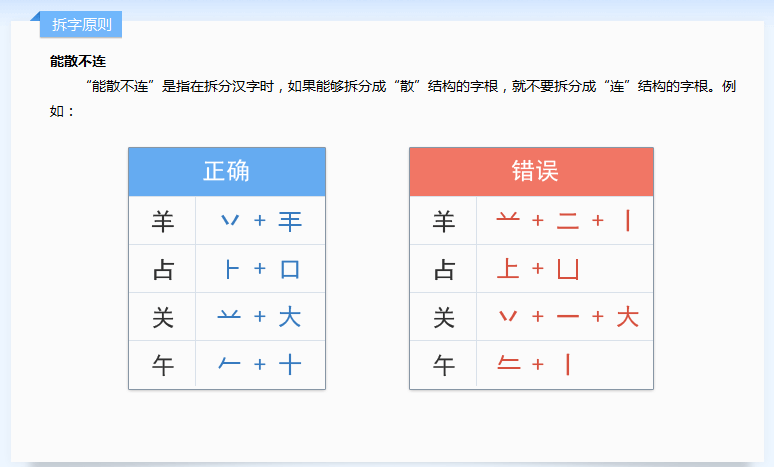 拆字原则
能散不连
“能散不连”是指在拆分汉字时，如果能够拆分成“散”结构的字根，就不要拆分成“连”结构的字根。例
如：
正确 错误
羊 丷 + 丰 羊 䒑 + 二 + 丨
占 ⺊ + 口 占 上 + 凵
关 䒑 + 大 关 丷 + 一 + 大
午 𠂉 + 十 午 𠂉一 + 丨